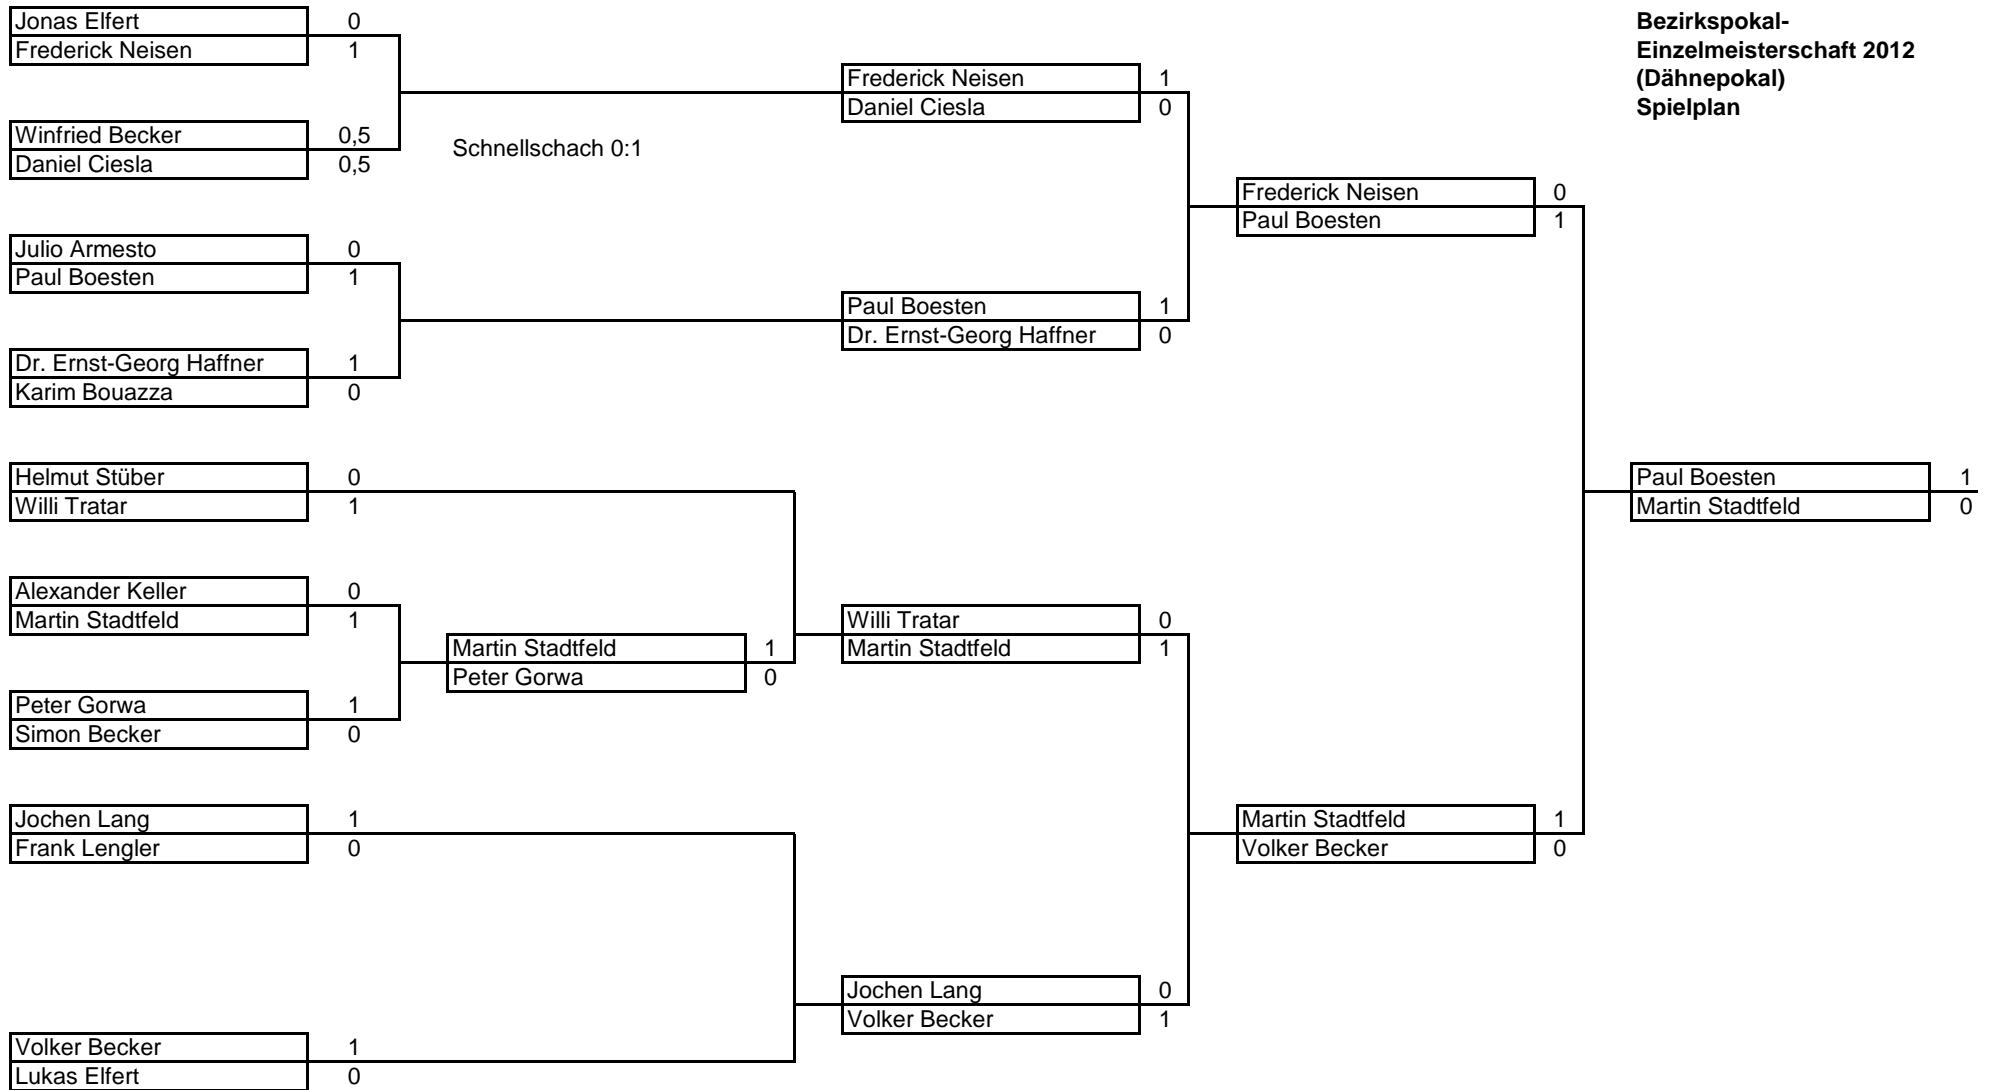 Bezirkspokal-
Einzelmeisterschaft 2012
(Dähnepokal)
Spielplan
Jonas Elfert 0
Frederick Neisen 1
Winfried Becker 0,5
Daniel Ciesla 0,5
Schnellschach 0:1
Julio Armesto 0
Paul Boesten 1
Dr. Ernst-Georg Haffner 1
Karim Bouazza 0
Helmut Stüber 0
Willi Tratar 1
Alexander Keller 0
Martin Stadtfeld 1
Peter Gorwa 1
Simon Becker 0
Jochen Lang 1
Frank Lengler 0
Volker Becker 1
Lukas Elfert 0
Martin Stadtfeld 1
Peter Gorwa 0
Frederick Neisen 1
Daniel Ciesla 0
Paul Boesten 1
Dr. Ernst-Georg Haffner 0
Willi Tratar 0
Martin Stadtfeld 1
Jochen Lang 0
Volker Becker 1
Frederick Neisen 0
Paul Boesten 1
Martin Stadtfeld 1
Volker Becker 0
Paul Boesten 1
Martin Stadtfeld 0